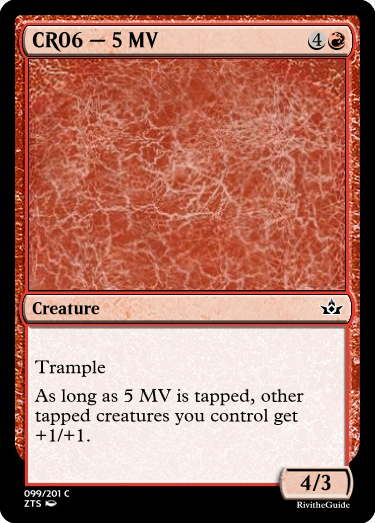 CR06 — 5 MV 4
Creature
Trample
As long as 5 MV is tapped, other
tapped creatures you control get
+1/+1.
4/3
099/201 C
ZTS
RivitheGuide